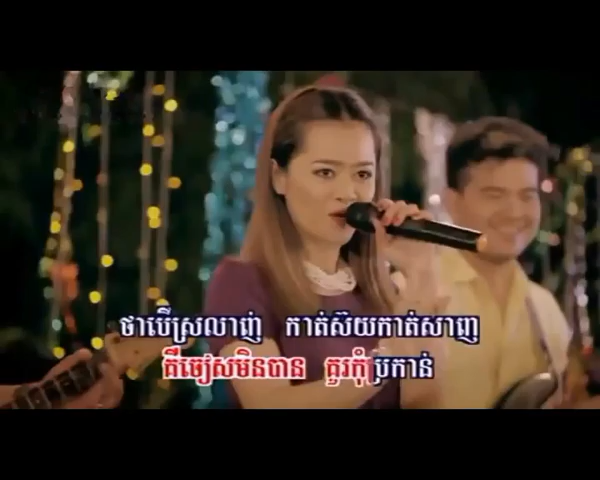 ថាបើស្រលាញ់ កាត់ស៊យកាត់សាញ
គឺចៀសមិនបាន គួរកុំប្រកាន់